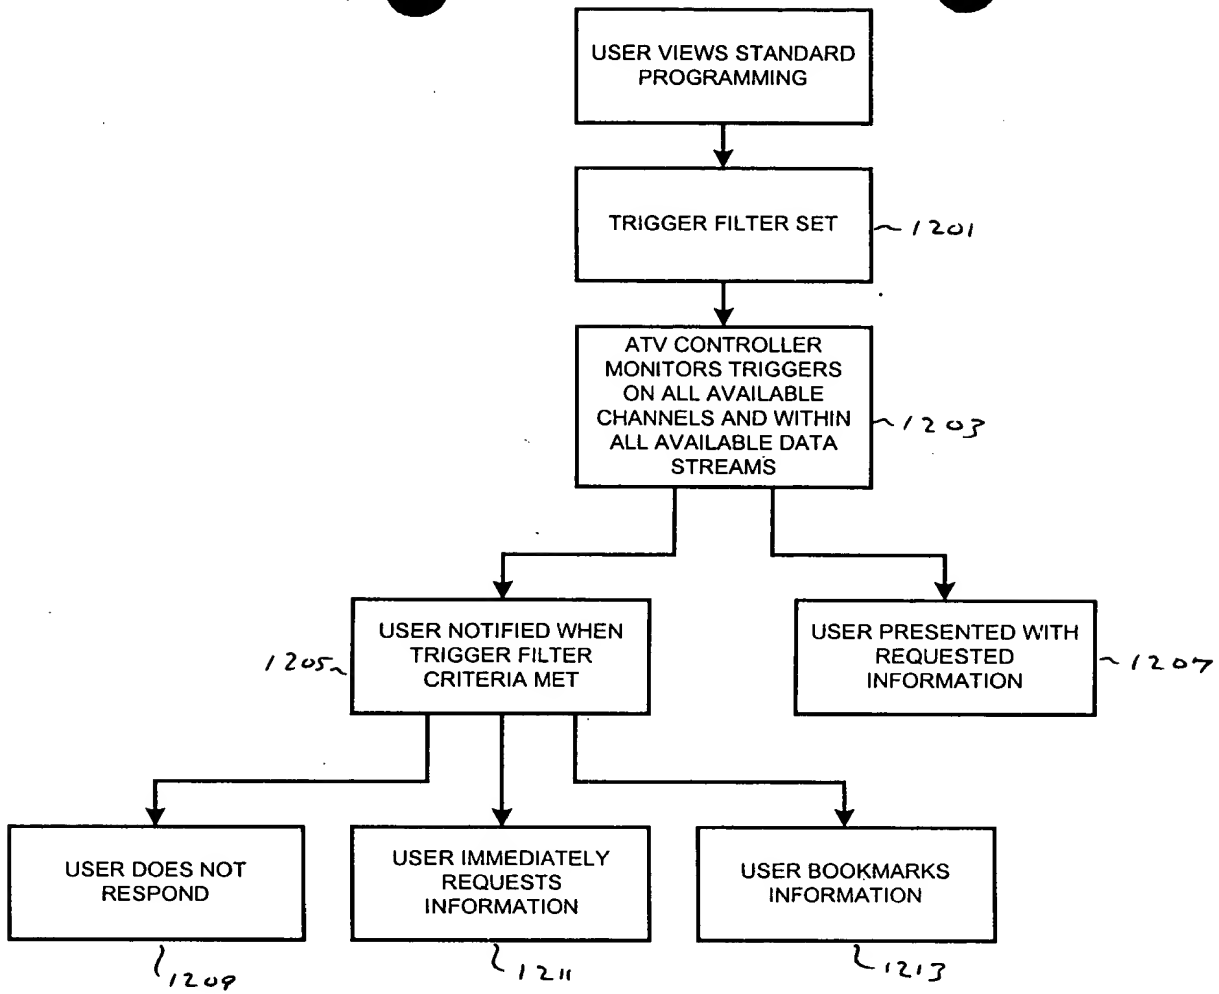 USER VIEWS STANDARD
PROGRAMMING
TRIGGER FILTER SET
1201
ATV CONTROLLER
MONITORS TRIGGERS
ON ALL AVAILABLE
CHANNELS AND WITHIN
ALL AVAILABLE DATA
STREAMS
1203
USER NOTIFIED WHEN
TRIGGER FILTER
CRITERIA MET
1205
USER PRESENTED WITH
REQUESTED
INFORMATION
1207
USER DOES NOT
RESPOND
1209
USER IMMEDIATELY
REQUESTS
INFORMATION
1211
USER BOOKMARKS
INFORMATION
1213